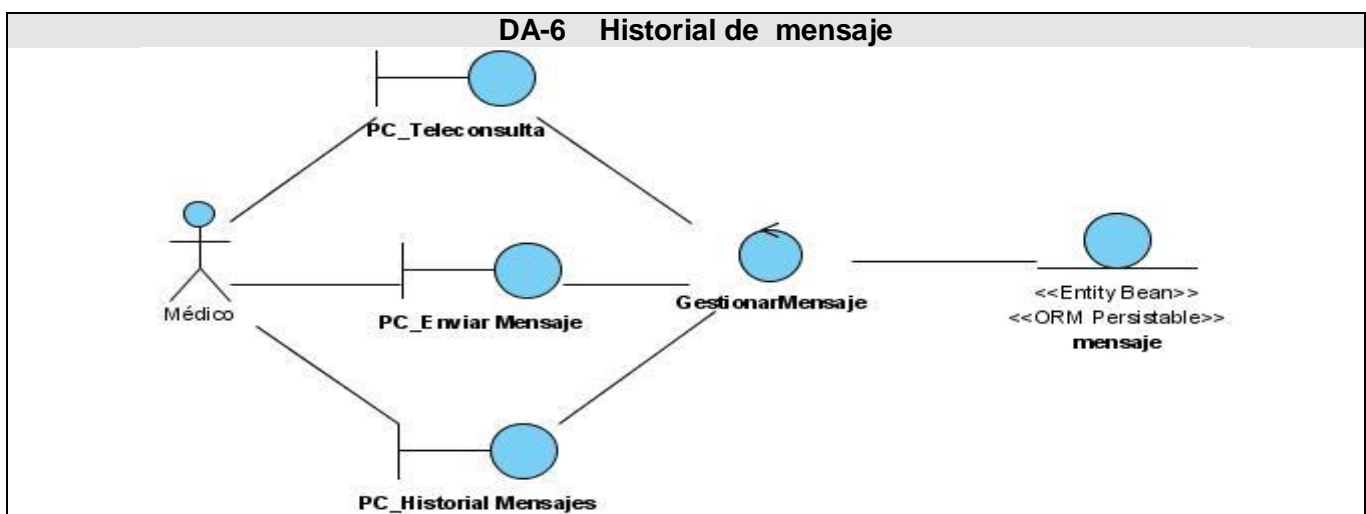 DA-6 Historial de mensaje
PC_Teleconsulta
Médico
PC_Enviar Mensaje
GestionarMensaje
<<Entity Bean>>
<<ORM Persistable>>
mensaje
PC_Historial Mensajes